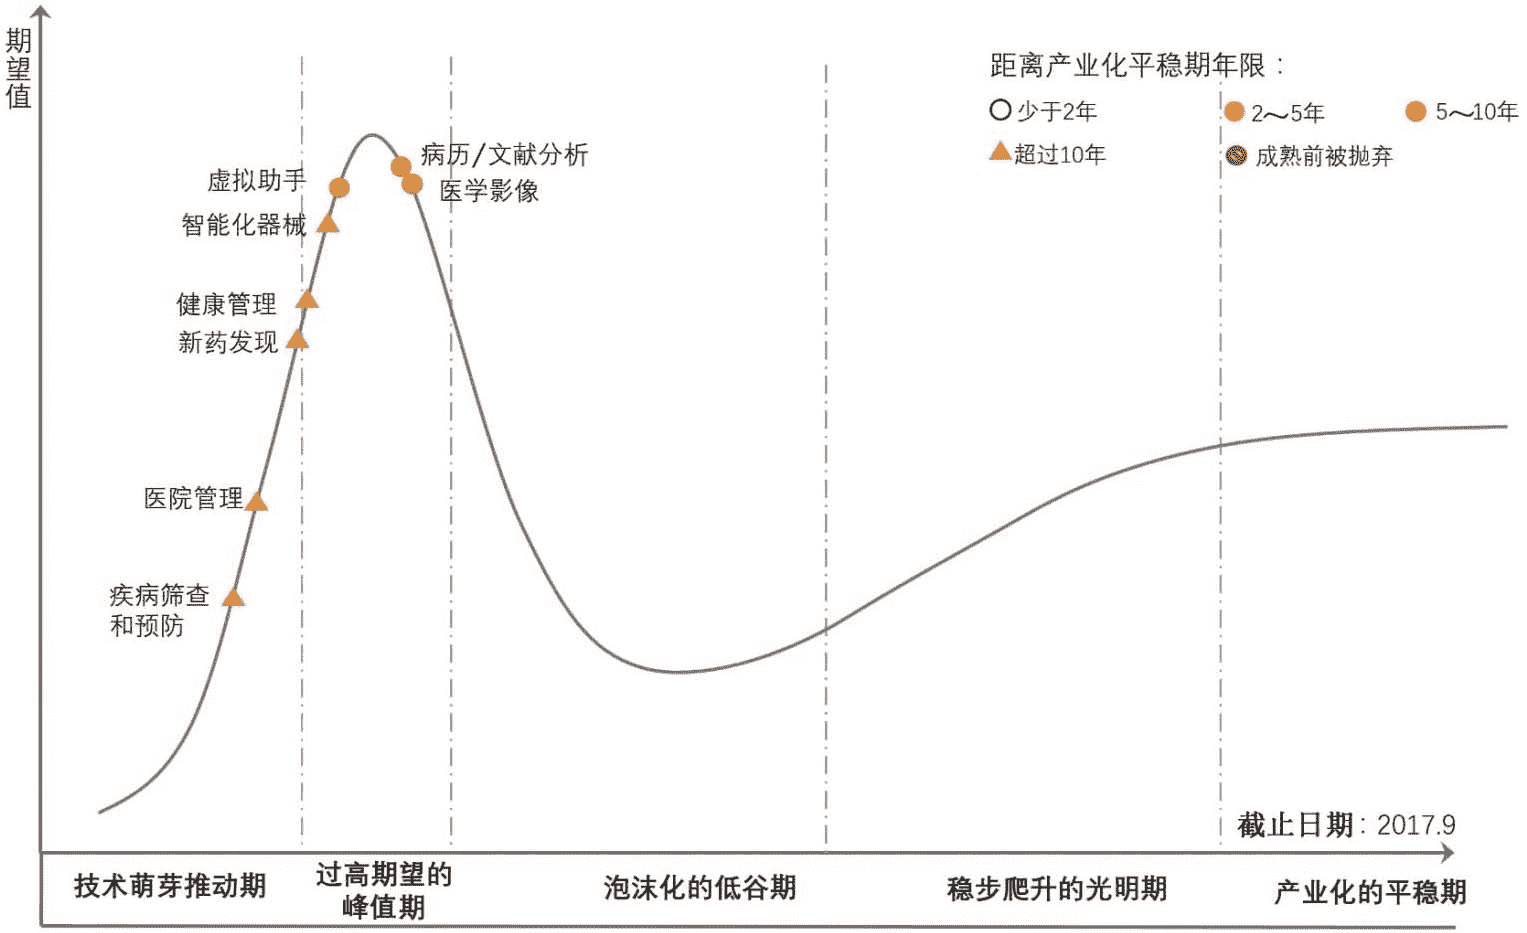 期望值
距离产业化平稳期年限：
少于2年
2～5年
5～10年
超过10年
成熟前被抛弃
病历/文献分析
医学影像
虚拟助手
智能化器械
健康管理
新药发现
医院管理
疾病筛查
和预防
截止日期：2017.9
技术萌芽推动期
过高期望的
峰值期
泡沫化的低谷期
稳步爬升的光明期
产业化的平稳期